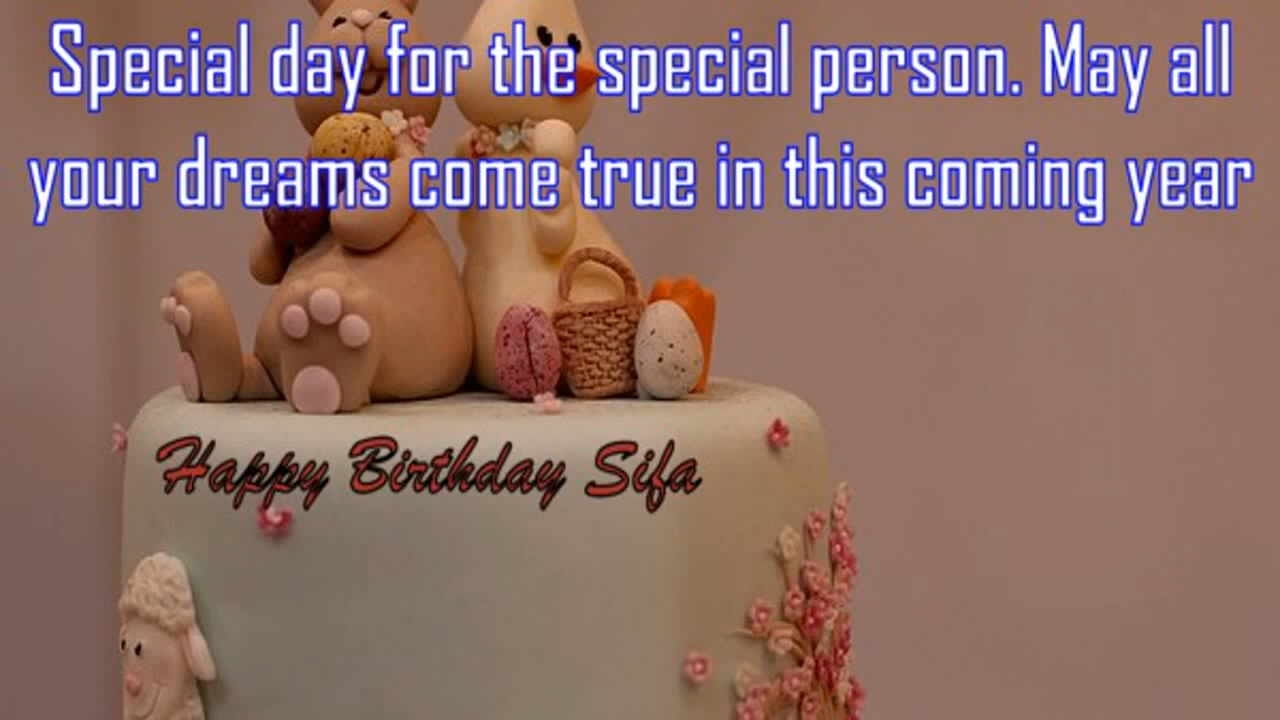 Special day for the special person. May all
your dreams come true in this coming year
Happy Birthday Sifa